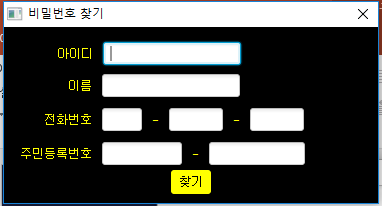 비밀번호 찾기
아이디
이름
전화번호 - -
주민등록번호 -
찾기